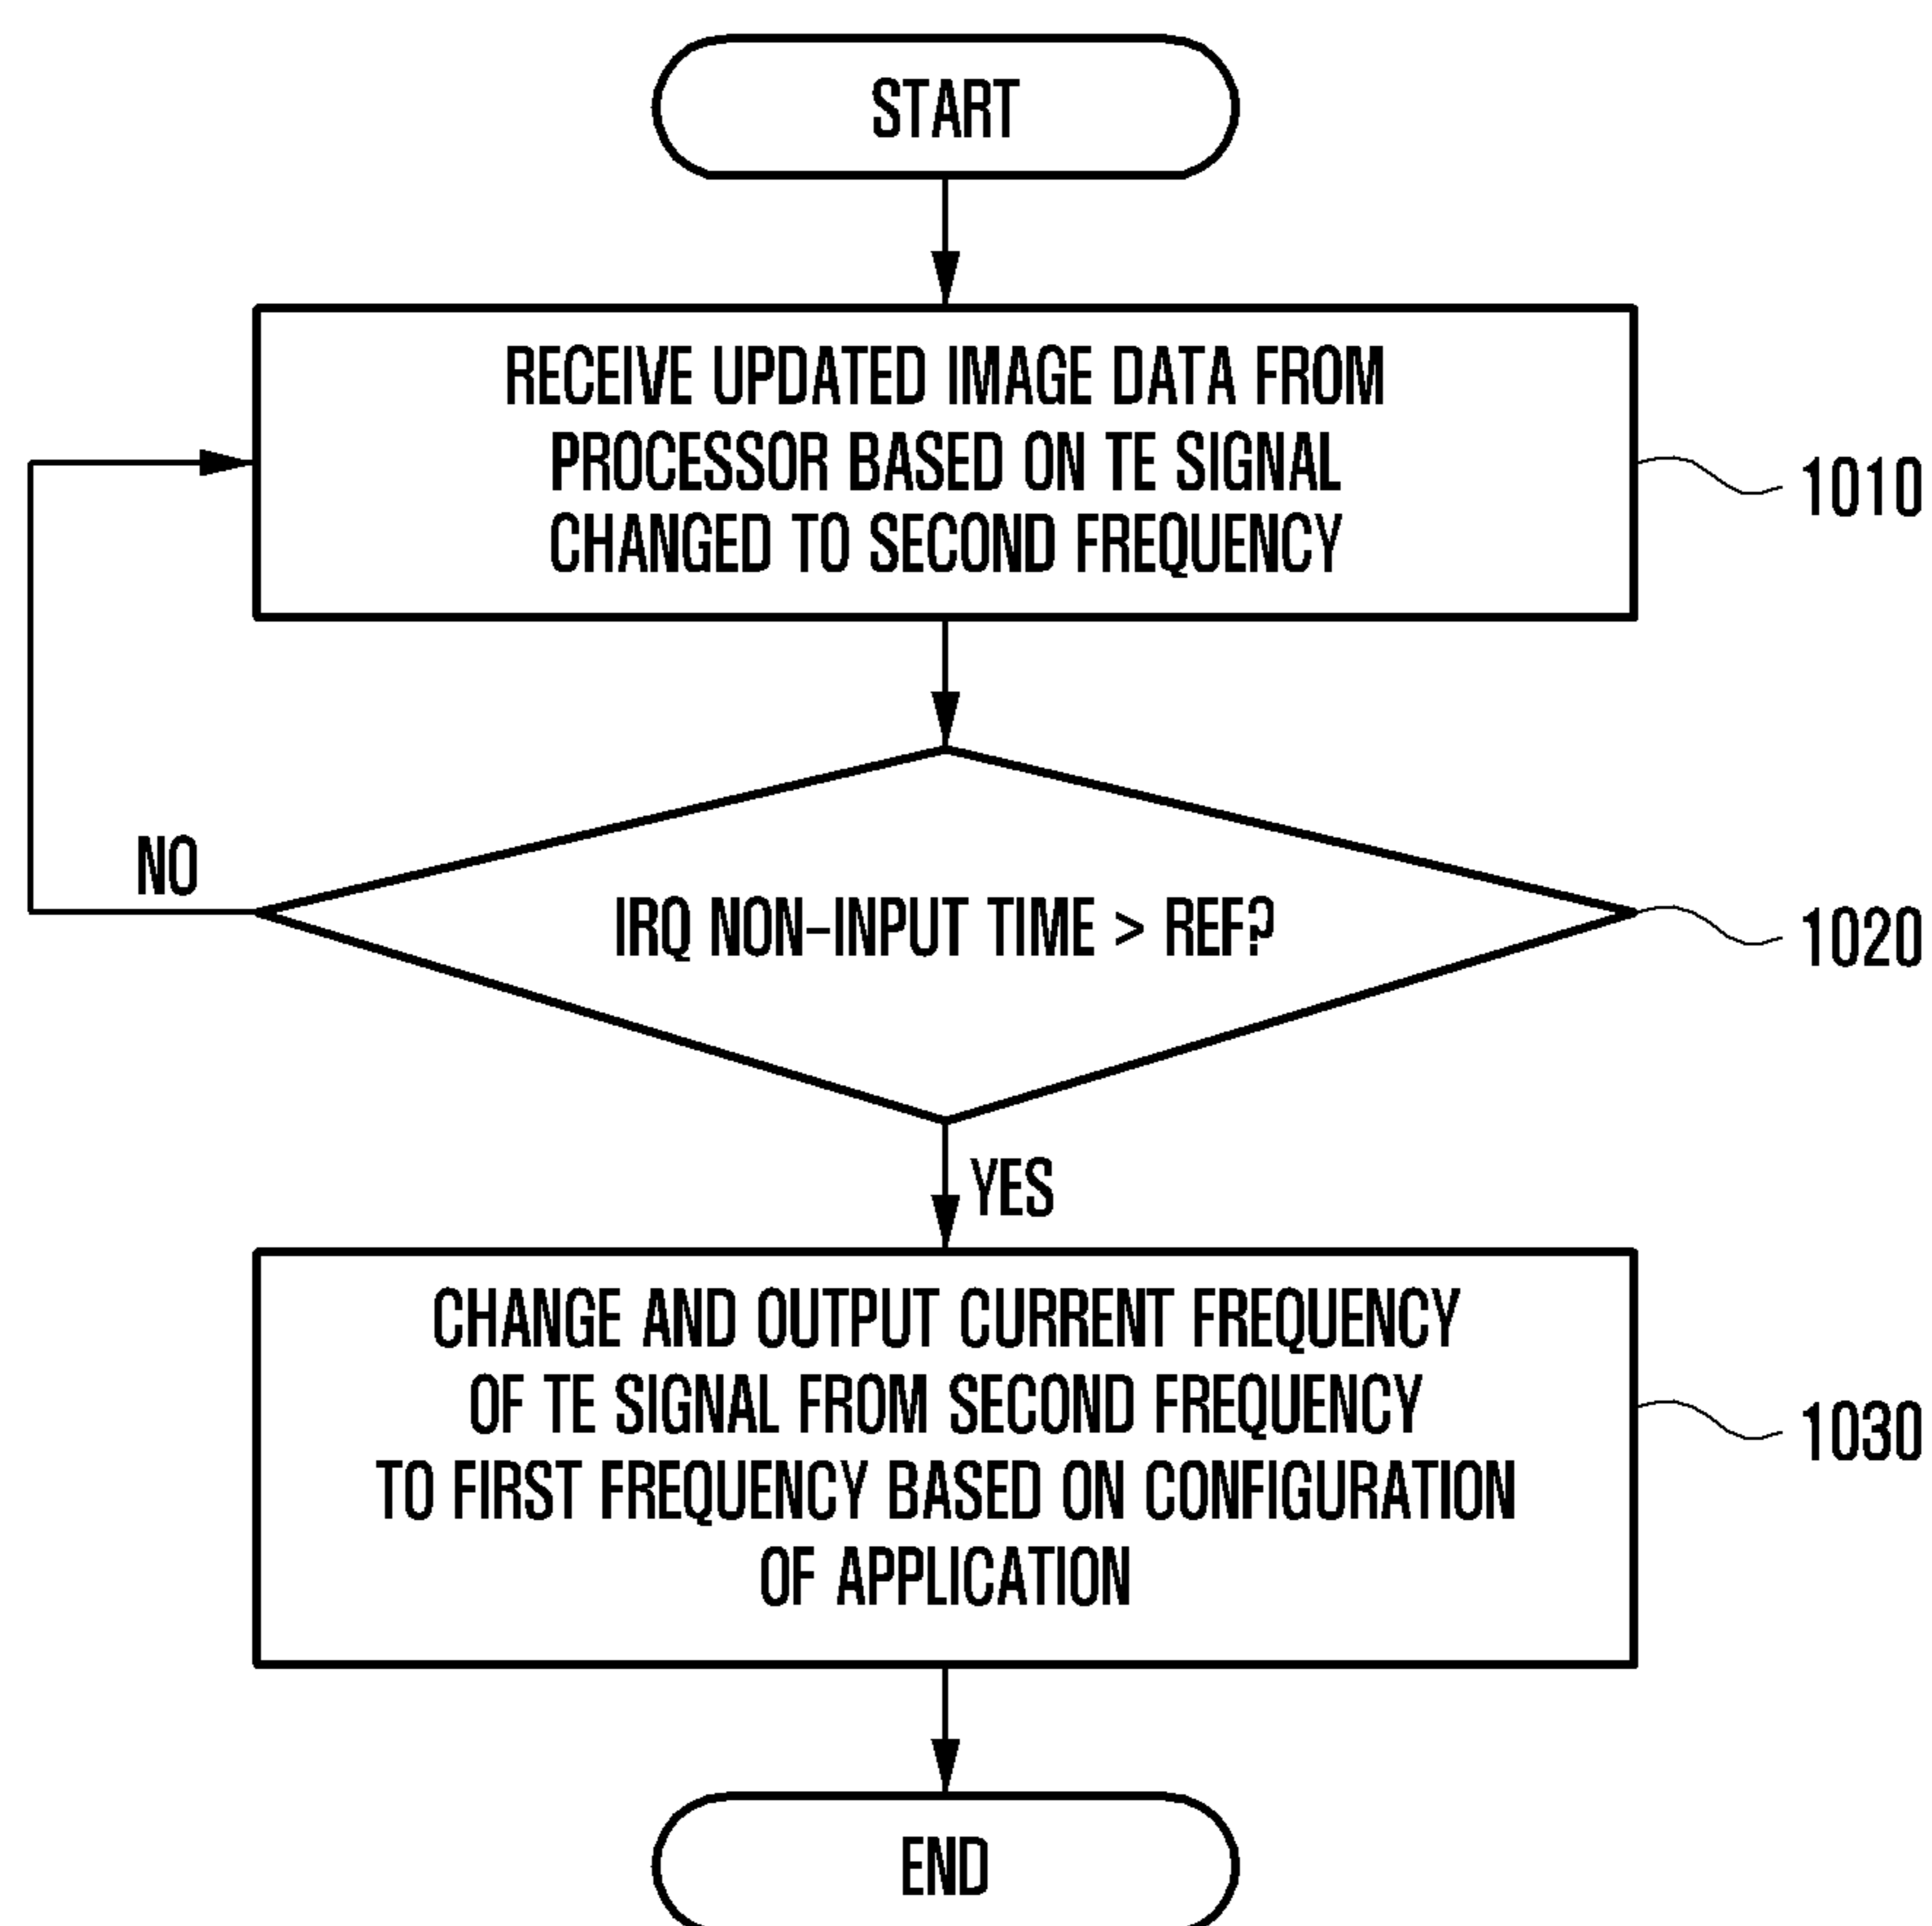 START
RECEIVE UPDATED IMAGE DATA FROM
PROCESSOR BASED ON TE SIGNAL
CHANGED TO SECOND FREQUENCY
1010
NO
IRQ NON-INPUT TIME > REF?
1020
YES
CHANGE AND OUTPUT CURRENT FREQUENCY
OF TE SIGNAL FROM SECOND FREQUENCY
TO FIRST FREQUENCY BASED ON CONFIGURATION
OF APPLICATION
1030
END